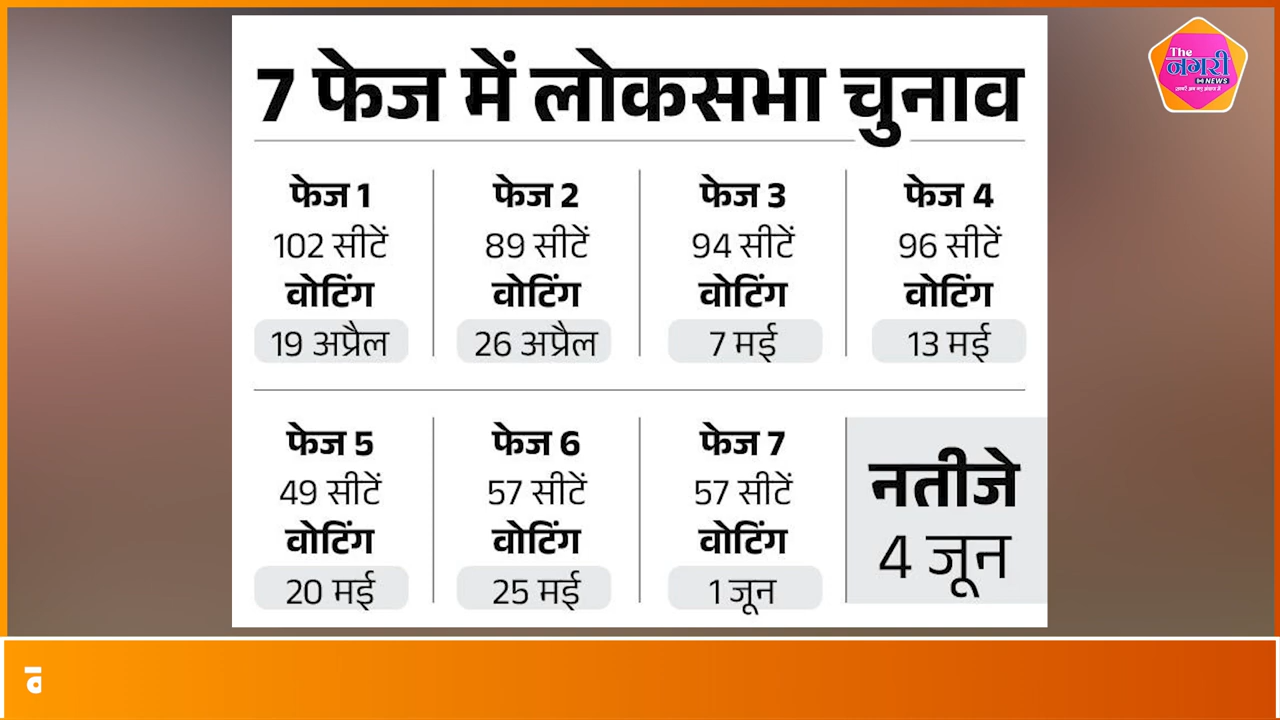 7 फेज में लोकसभा चुनाव
The
नगरी
NEWS
फेज 1
102 सीटें
वोटिंग
19 अप्रैल
फेज 2
89 सीटें
वोटिंग
26 अप्रैल
फेज 3
94 सीटें
वोटिंग
7 मई
फेज 4
96 सीटें
वोटिंग
13 मई
फेज 5
49 सीटें
वोटिंग
20 मई
फेज 6
57 सीटें
वोटिंग
25 मई
फेज 7
57 सीटें
वोटिंग
1 जून
नतीजे
4 जून